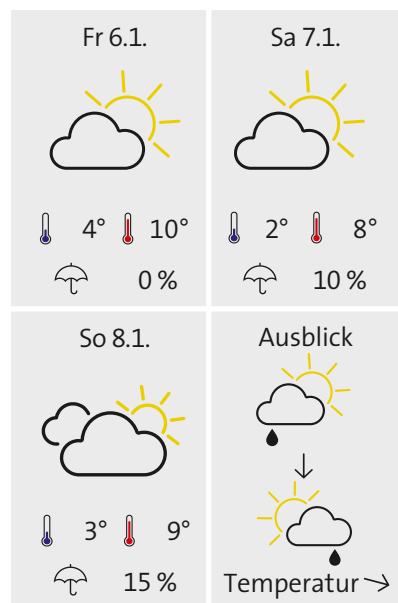 Fr 6.1.
4° 10°
0 %
Sa 7.1.
2° 8°
10 %
So 8.1.
3° 9°
15 %
Ausblick
Temperatur